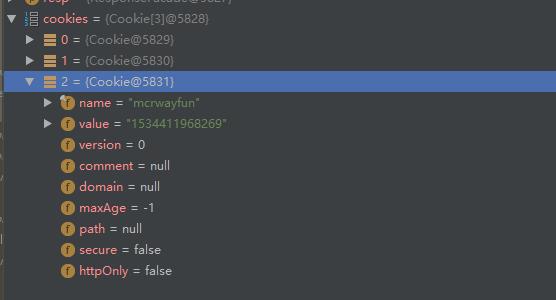 cookies = {Cookie[3]@5828}
0 = {Cookie@5829}
1 = {Cookie@5830}
2 = {Cookie@5831}
name = "mcrwayfun"
value = "1534411968269"
version = 0
comment = null
domain = null
maxAge = -1
path = null
secure = false
httpOnly = false